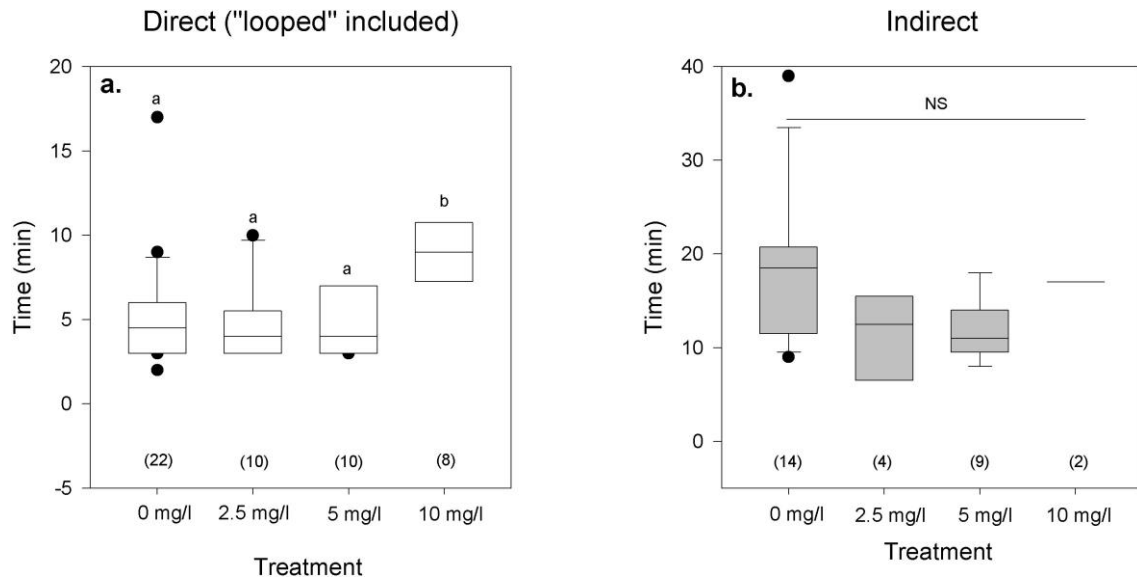 Direct ("looped" included)
a.
20
15
10
5
0
-5
Time (min)
a
a
a
b
(22) (10) (10) (8)
0 mg/l 2.5 mg/l 5 mg/l 10 mg/l
Treatment
Indirect
b.
40
30
20
10
0
Time (min)
NS
(14) (4) (9) (2)
0 mg/l 2.5 mg/l 5 mg/l 10 mg/l
Treatment